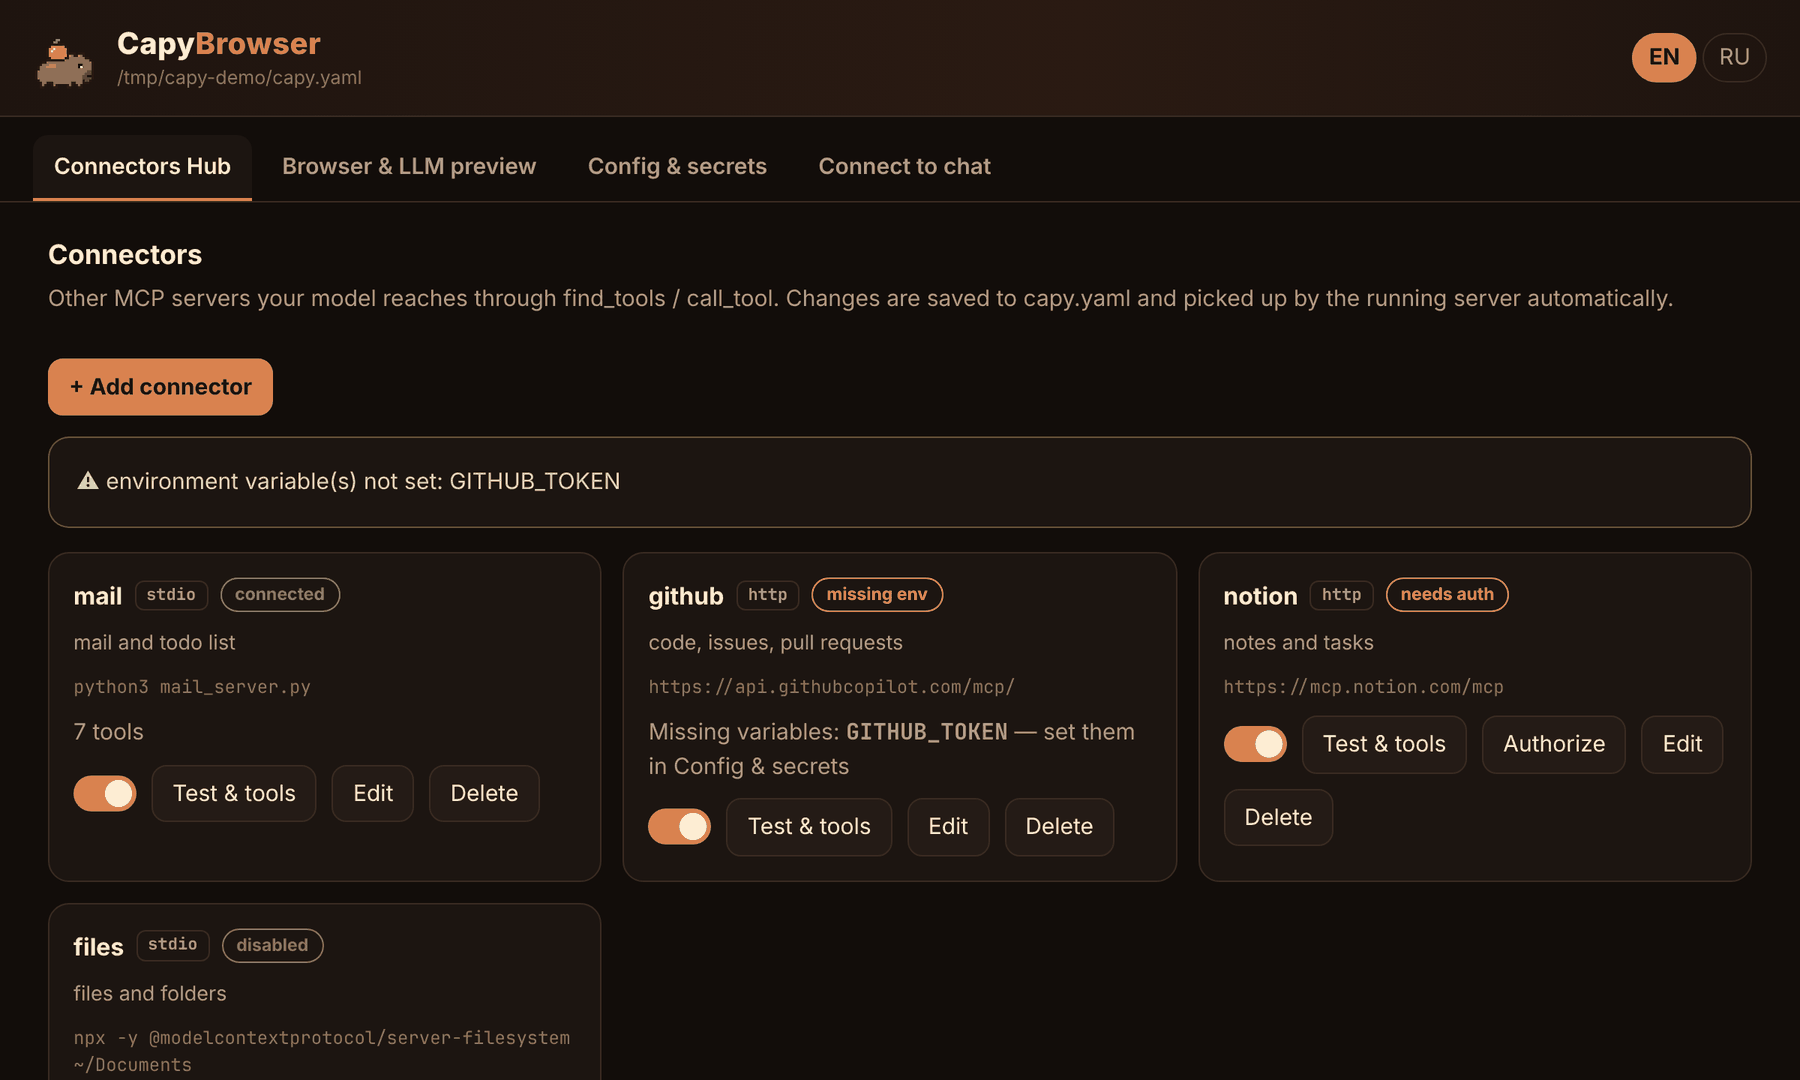 CapyBrowser
/tmp/capy-demo/capy.yaml
EN
RU
Connectors Hub
Browser & LLM preview
Config & secrets
Connect to chat
Connectors
Other MCP servers your model reaches through find_tools / call_tool. Changes are saved to capy.yaml and picked up by the running server automatically.
+ Add connector
⚠ environment variable(s) not set: GITHUB_TOKEN
mail stdio connected
mail and todo list
python3 mail_server.py
7 tools
Test & tools
Edit
Delete
github http missing env
code, issues, pull requests
https://api.githubcopilot.com/mcp/
Missing variables: GITHUB_TOKEN — set them
in Config & secrets
Test & tools
Edit
Delete
notion http needs auth
notes and tasks
https://mcp.notion.com/mcp
Test & tools
Authorize
Edit
Delete
files stdio disabled
files and folders
npx -y @modelcontextprotocol/server-filesystem
~/Documents